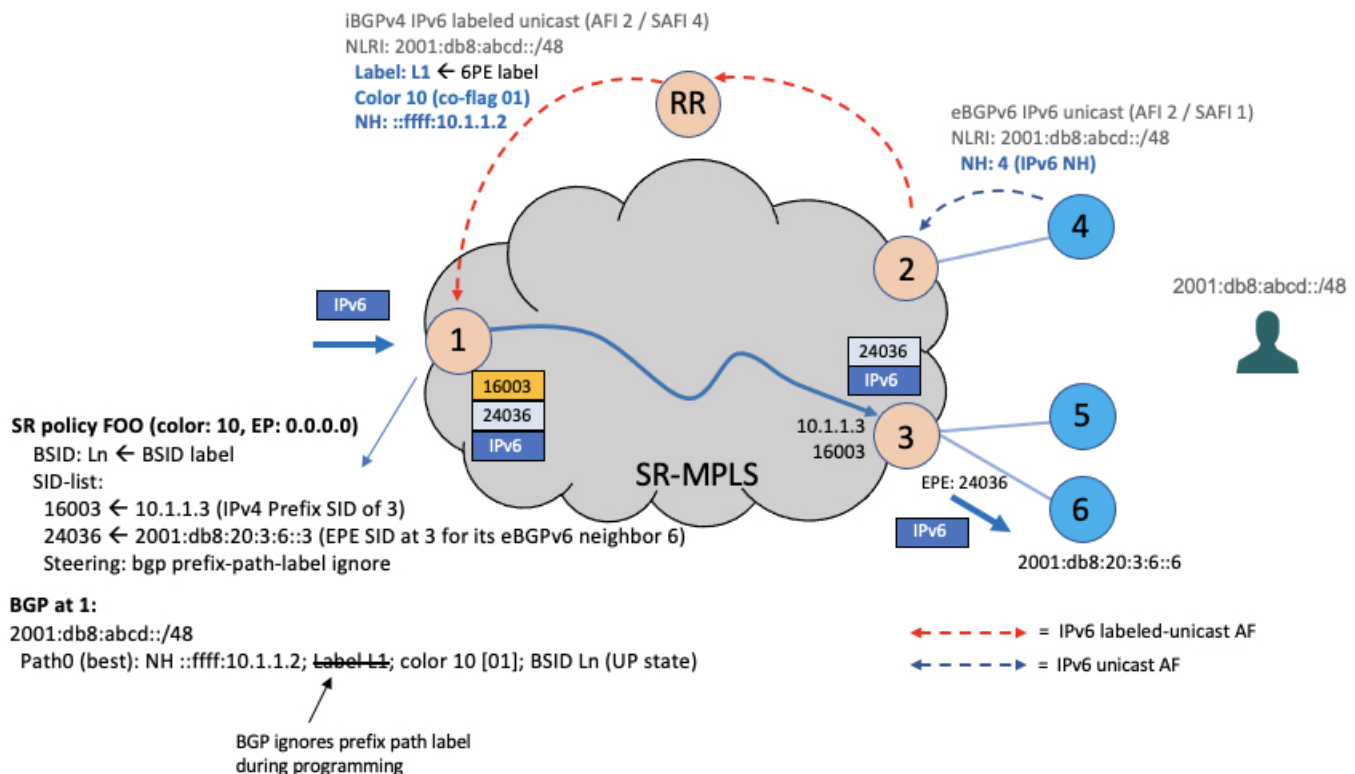 iBGPv4 IPv6 labeled unicast (AFI 2 / SAFI 4)
NLRI: 2001:db8:abcd::/48
Label: L1 ← 6PE label
Color 10 (co-flag 01)
NH: ::ffff:10.1.1.2
RR
eBGPv6 IPv6 unicast (AFI 2 / SAFI 1)
NLRI: 2001:db8:abcd::/48
NH: 4 (IPv6 NH)
4
2
2001:db8:abcd::/48
IPv6
1
16003
24036
IPv6
24036
IPv6
10.1.1.3
16003
3
5
6
SR-MPLS
EPE: 24036
IPv6
2001:db8:20:3:6::6
SR policy FOO (color: 10, EP: 0.0.0.0)
BSID: Ln ← BSID label
SID-list:
16003 ← 10.1.1.3 (IPv4 Prefix SID of 3)
24036 ← 2001:db8:20:3:6::3 (EPE SID at 3 for its eBGPv6 neighbor 6)
Steering: bgp prefix-path-label ignore
BGP at 1:
2001:db8:abcd::/48
Path0 (best): NH ::ffff:10.1.1.2; Label L1; color 10 [01]; BSID Ln (UP state)
BGP ignores prefix path label
during programming
= IPv6 labeled-unicast AF
= IPv6 unicast AF